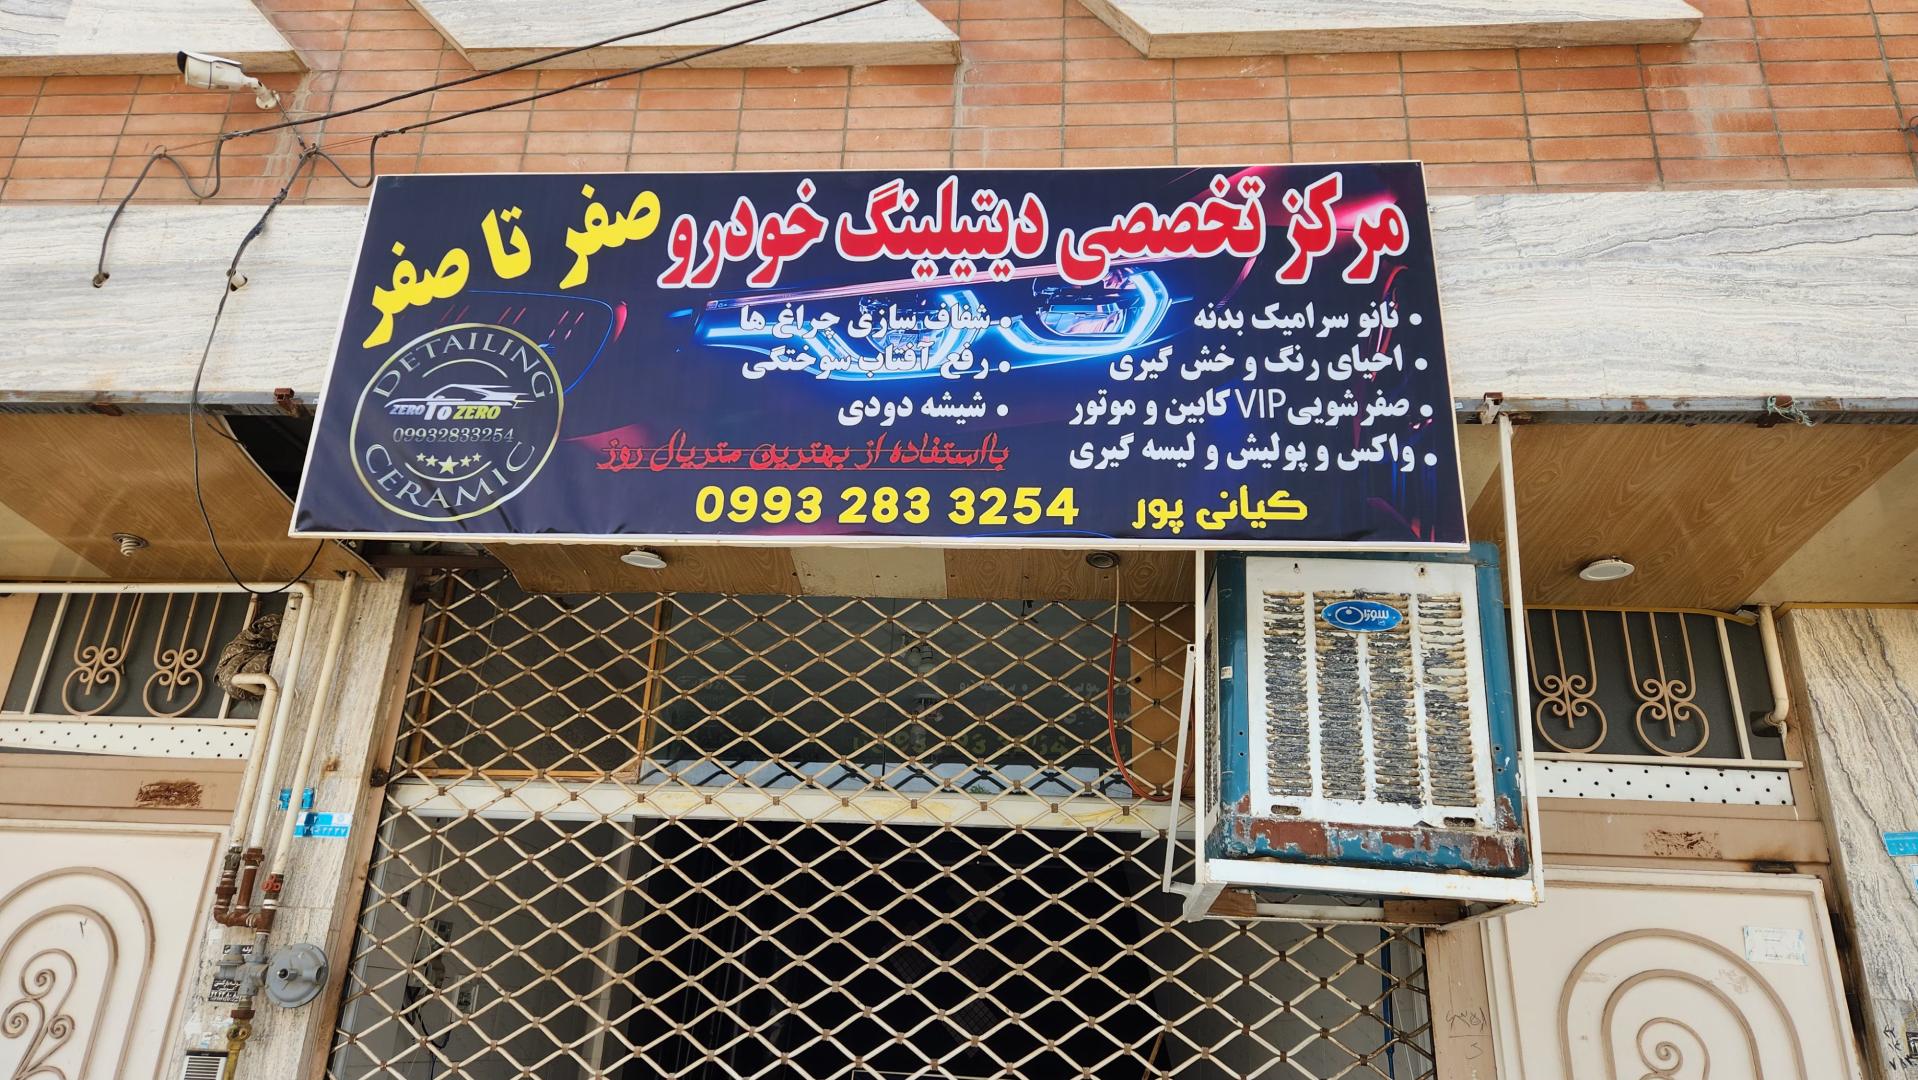 مرکز تخصصی دیتیلینگ خودرو صفر تا صفر
• نانو سرامیک بدنه
• احیای رنگ و خش گیری
• صفرشویی VIP کابین و موتور
• واکس و پولیش و لیسه گیری
• شفاف سازی چراغ ها
• رفع آفتاب سوختگی
• شیشه دودی
بااستفاده از بهترین متریال روز
کیانی پور 0993 283 3254
DETAILING
ZERO TO ZERO
09932833254
CERAMIC
سوزان